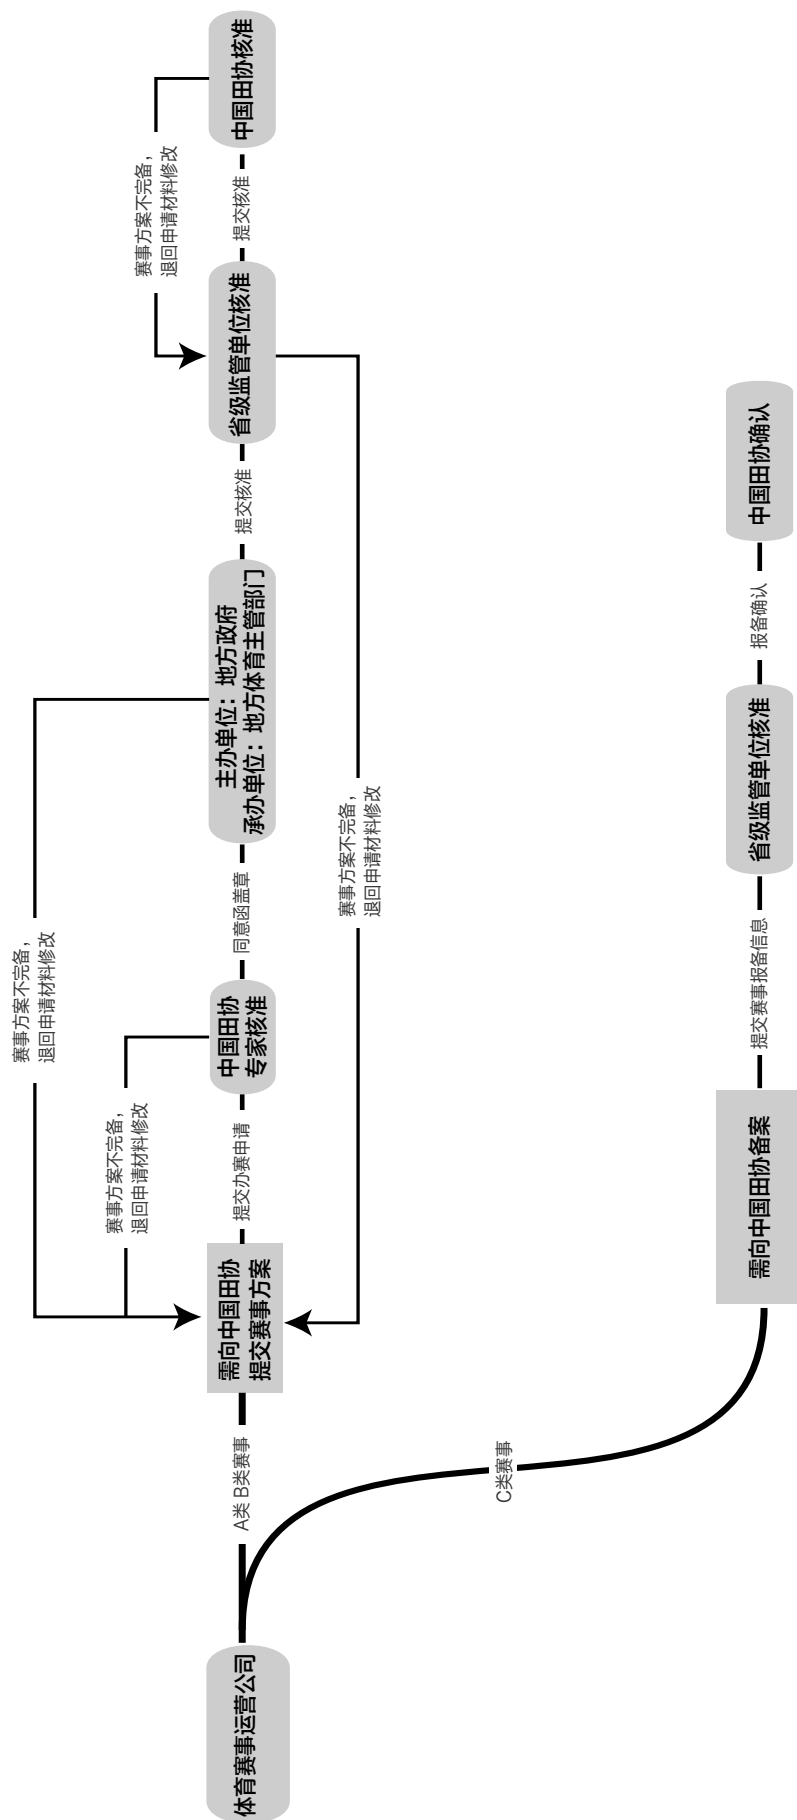 体育赛事运营公司
A类 B类赛事
需向中国田协
提交赛事方案
提交办赛申请
中国田协
专家核准
同意函盖章
主办单位：地方政府
承办单位：地方体育主管部门
提交核准
省级监管单位核准
提交核准
中国田协核准
赛事方案不完备，
退回申请材料修改
赛事方案不完备，
退回申请材料修改
赛事方案不完备，
退回申请材料修改
赛事方案不完备，
退回申请材料修改
C类赛事
需向中国田协备案
提交赛事报备信息
省级监管单位核准
报备确认
中国田协确认